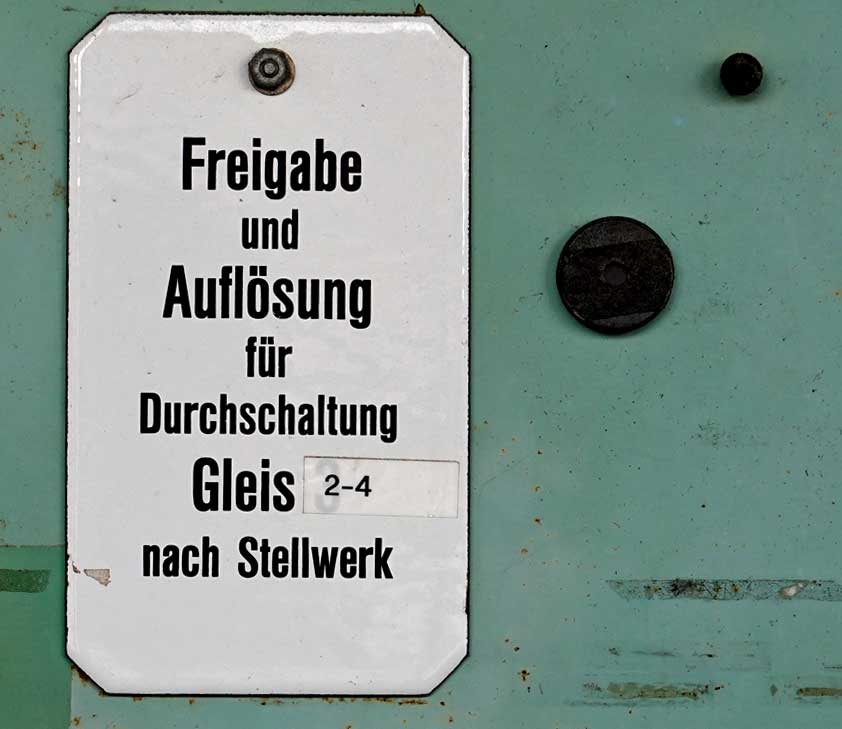 Freigabe
und
Auflösung
für
Durchschaltung
Gleis 2-4
nach Stellwerk